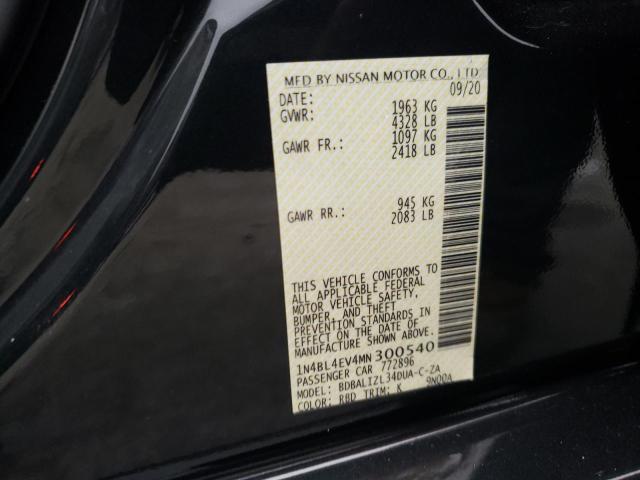 MFD BY NISSAN MOTOR CO., LTD
DATE: 09/20
GVWR: 1963 KG
4328 LB
GAWR FR.: 1097 KG
2418 LB
GAWR RR.: 945 KG
2083 LB
THIS VEHICLE CONFORMS TO
ALL APPLICABLE FEDERAL
MOTOR VEHICLE SAFETY,
BUMPER, AND THEFT
PREVENTION STANDARDS IN
EFFECT ON THE DATE OF
MANUFACTURE SHOWN ABOVE.
1N4BL4EV4MN300540
PASSENGER CAR 772896
MODEL: BDBALIZL34DUA-C-ZA
COLOR: RBD TRIM: K 9N00A